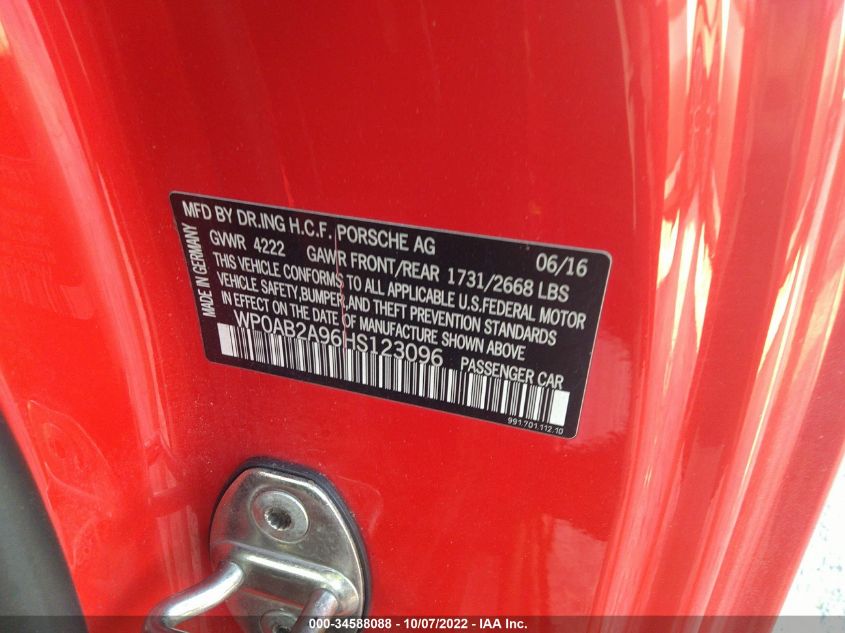 MFD BY DR.ING H.C.F. PORSCHE AG 06/16
GVWR 4222 GAWR FRONT/REAR 1731/2668 LBS
THIS VEHICLE CONFORMS TO ALL APPLICABLE U.S.FEDERAL MOTOR
VEHICLE SAFETY,BUMPER,AND THEFT PREVENTION STANDARDS
IN EFFECT ON THE DATE OF MANUFACTURE SHOWN ABOVE
WP0AB2A96HS123096 PASSENGER CAR
991.701.112.10
MADE IN GERMANY
000-34588088 - 10/07/2022 - IAA Inc.